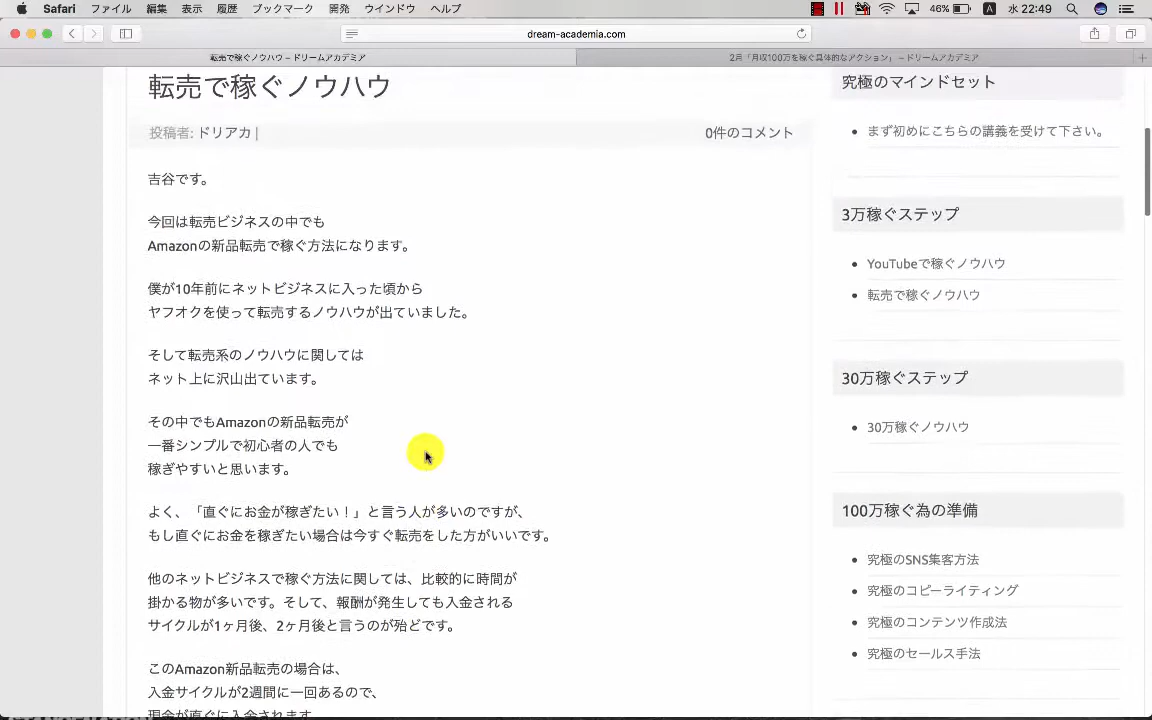 Safari ファイル 編集 表示 履歴 ブックマーク 開発 ウインドウ ヘルプ
46% A 水 22:49
dream-academia.com
転売で稼ぐノウハウ – ドリームアカデミア
2月「月収100万を稼ぐ具体的なアクション」 – ドリームアカデミア
転売で稼ぐノウハウ
投稿者: ドリアカ |
0件のコメント
吉谷です。
今回は転売ビジネスの中でも
Amazonの新品転売で稼ぐ方法になります。
僕が10年前にネットビジネスに入った頃から
ヤフオクを使って転売するノウハウが出ていました。
そして転売系のノウハウに関しては
ネット上に沢山出ています。
その中でもAmazonの新品転売が
一番シンプルで初心者の人でも
稼ぎやすいと思います。
よく、「直ぐにお金が稼ぎたい！」と言う人が多いのですが、
もし直ぐにお金を稼ぎたい場合は今すぐ転売をした方がいいです。
他のネットビジネスで稼ぐ方法に関しては、比較的に時間が
掛かる物が多いです。そして、報酬が発生しても入金される
サイクルが1ヶ月後、2ヶ月後と言うのが殆どです。
このAmazon新品転売の場合は、
入金サイクルが2週間に一回あるので、
現金が直ぐに入金されます。
究極のマインドセット
まず初めにこちらの講義を受けて下さい。
3万稼ぐステップ
YouTubeで稼ぐノウハウ
転売で稼ぐノウハウ
30万稼ぐステップ
30万稼ぐノウハウ
100万稼ぐ為の準備
究極のSNS集客方法
究極のコピーライティング
究極のコンテンツ作成法
究極のセールス手法